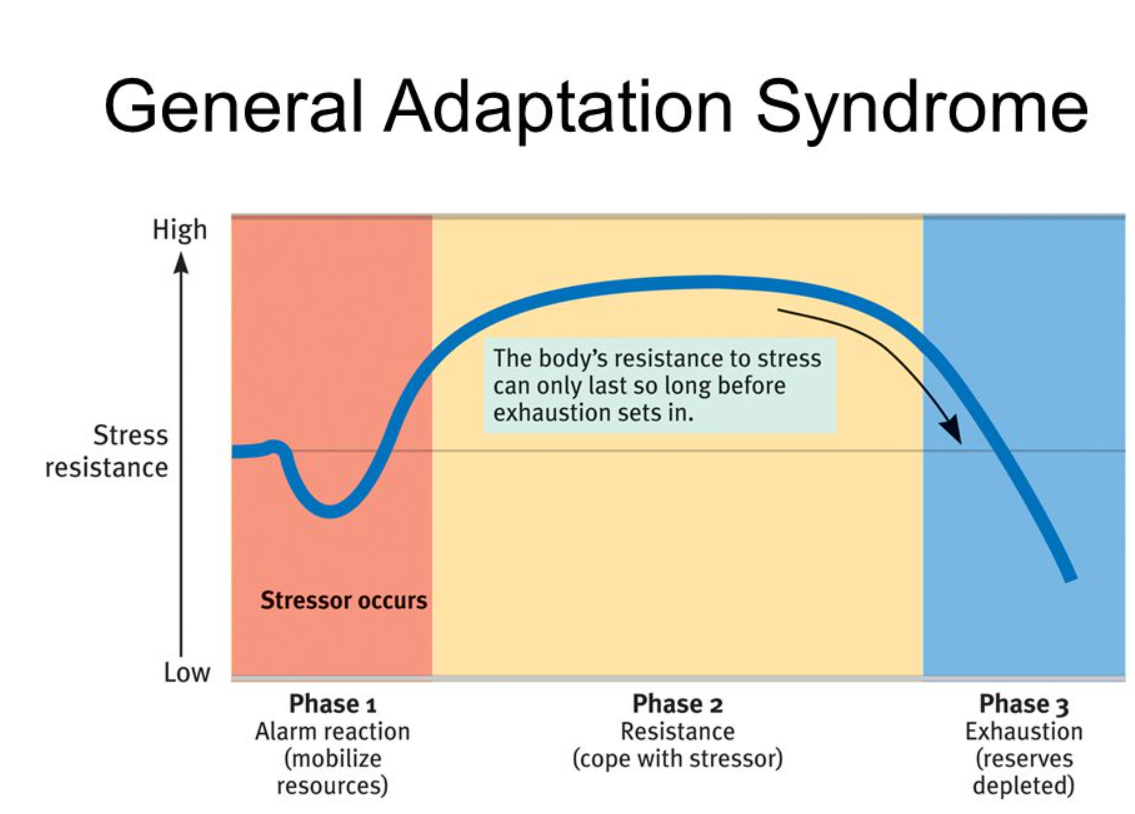 General Adaptation Syndrome
High
The body's resistance to stress
can only last so long before
exhaustion sets in.
Stress
resistance
Stressor occurs
Low
Phase 1
Alarm reaction
(mobilize
resources)
Phase 2
Resistance
(cope with stressor)
Phase 3
Exhaustion
(reserves
depleted)